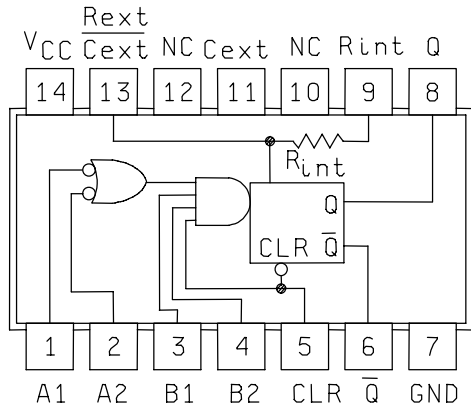 Rext
VCC Cext NC Cext NC Rint Q
14 13 12 11 10 9 8
Rint
Q
CLR Q̅
1 2 3 4 5 6 7
A1 A2 B1 B2 CLR Q̅ GND